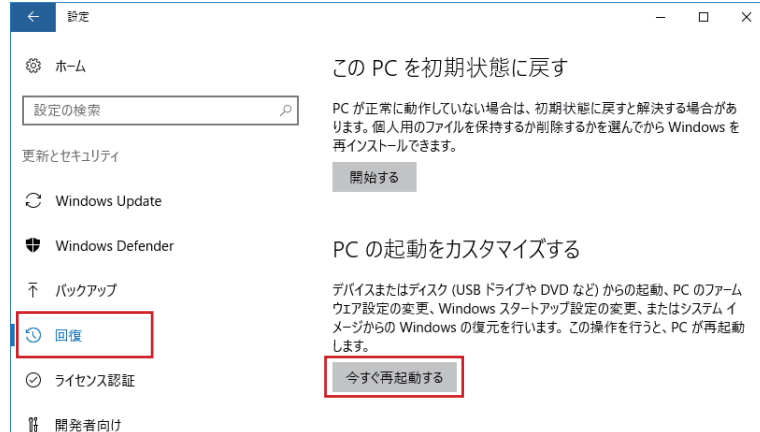 設定
ホーム
設定の検索
更新とセキュリティ
Windows Update
Windows Defender
バックアップ
回復
ライセンス認証
開発者向け
この PC を初期状態に戻す
PC が正常に動作していない場合は、初期状態に戻すと解決する場合があ
ります。個人用のファイルを保持するか削除するかを選んでから Windows を
再インストールできます。
開始する
PC の起動をカスタマイズする
デバイスまたはディスク (USB ドライブや DVD など) からの起動、PC のファーム
ウェア設定の変更、Windows スタートアップ設定の変更、またはシステム イ
メージからの Windows の復元を行います。この操作を行うと、PC が再起動
します。
今すぐ再起動する